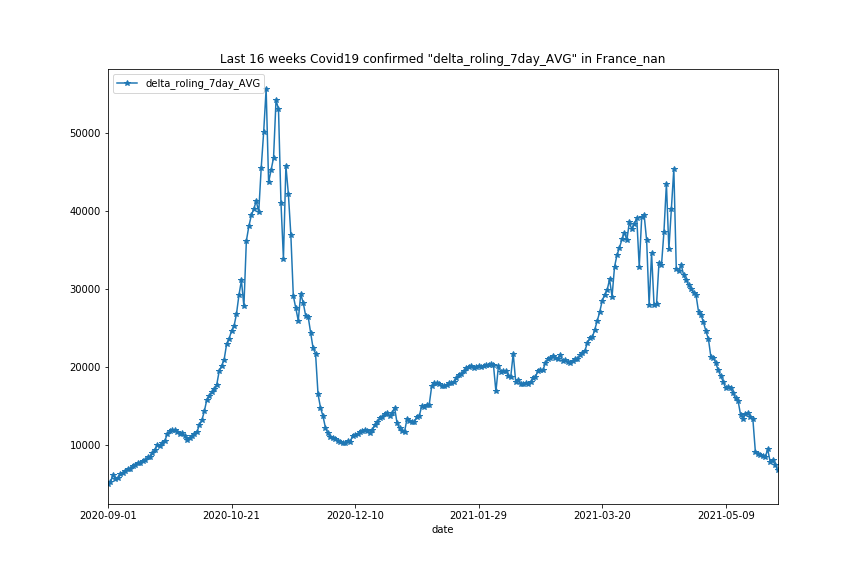 Last 16 weeks Covid19 confirmed "delta_roling_7day_AVG" in France_nan
delta_roling_7day_AVG
50000
40000
30000
20000
10000
2020-09-01 2020-10-21 2020-12-10 2021-01-29 2021-03-20 2021-05-09
date